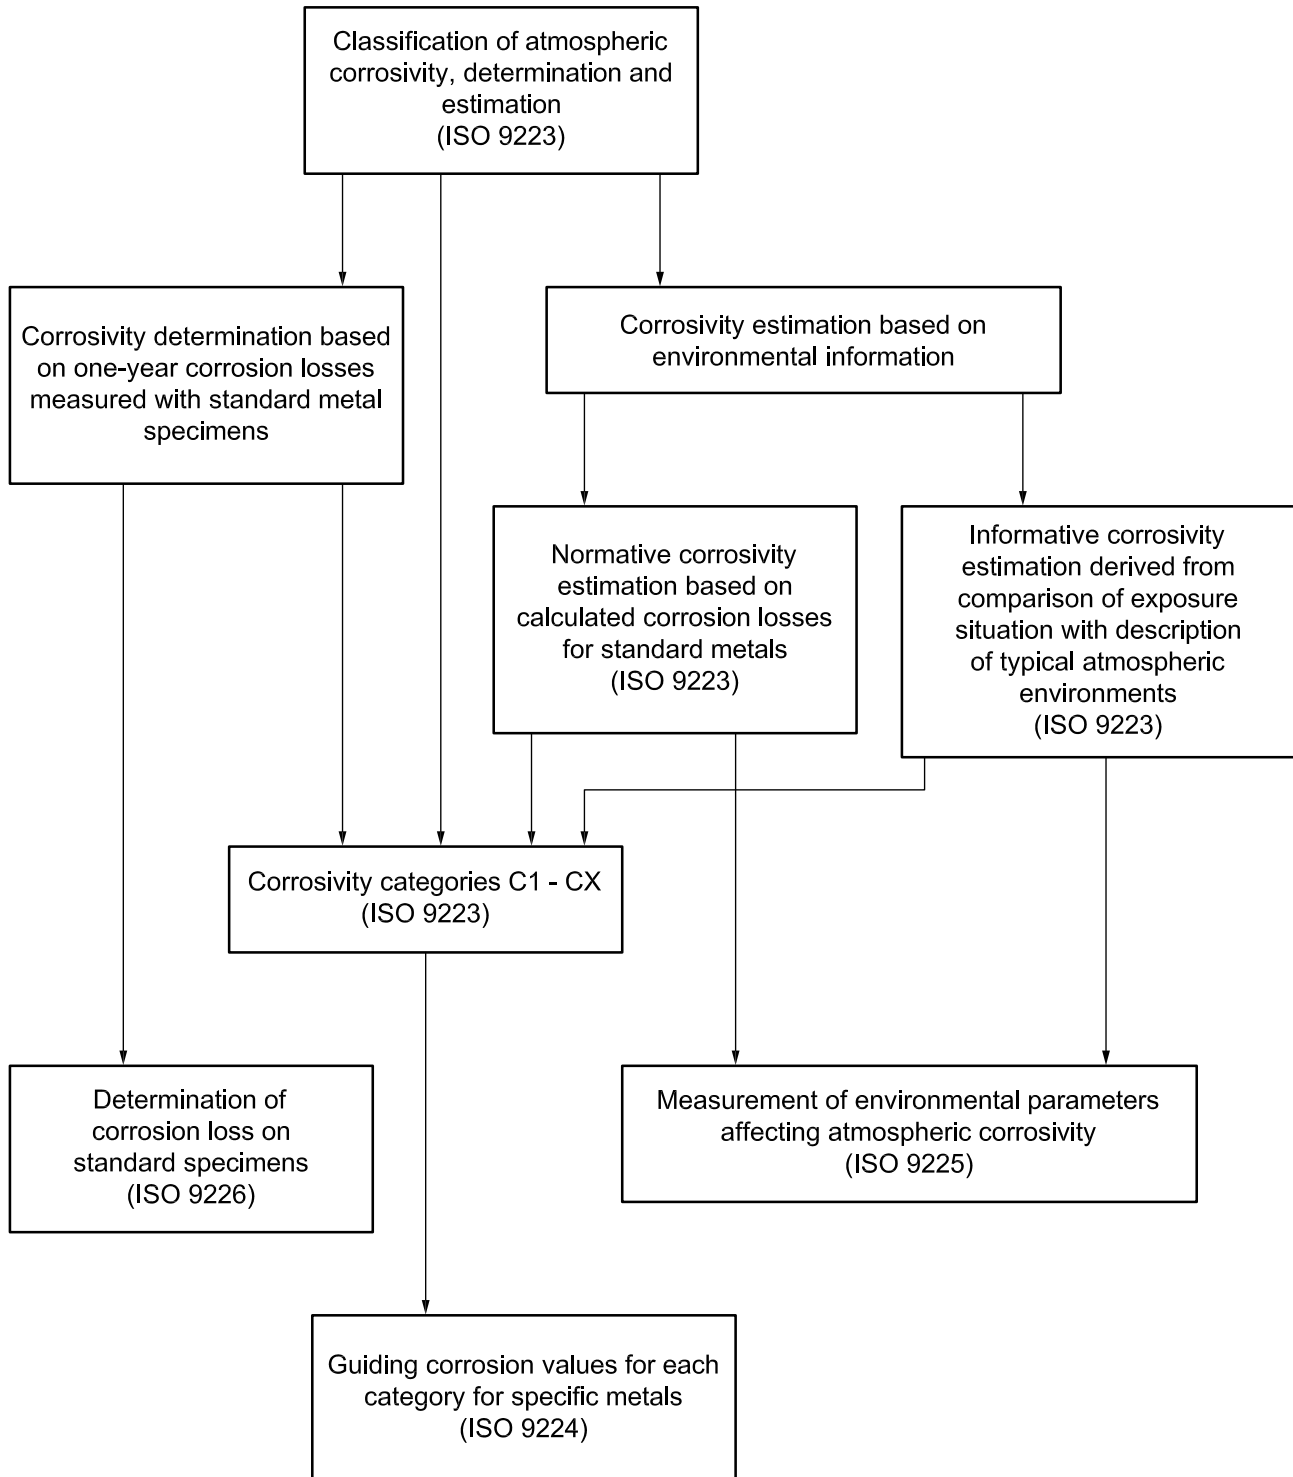 Classification of atmospheric
corrosivity, determination and
estimation
(ISO 9223)
Corrosivity determination based
on one-year corrosion losses
measured with standard metal
specimens
Corrosivity estimation based on
environmental information
Normative corrosivity
estimation based on
calculated corrosion losses
for standard metals
(ISO 9223)
Informative corrosivity
estimation derived from
comparison of exposure
situation with description
of typical atmospheric
environments
(ISO 9223)
Corrosivity categories C1 - CX
(ISO 9223)
Determination of
corrosion loss on
standard specimens
(ISO 9226)
Measurement of environmental parameters
affecting atmospheric corrosivity
(ISO 9225)
Guiding corrosion values for each
category for specific metals
(ISO 9224)